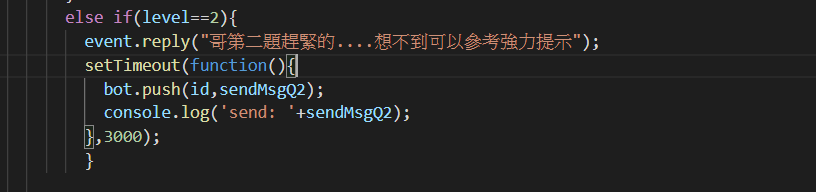 else if(level==2){
event.reply("哥第二題趕緊的....想不到可以參考強力提示");
setTimeout(function(){
bot.push(id,sendMsgQ2);
console.log('send: '+sendMsgQ2);
},3000);
}